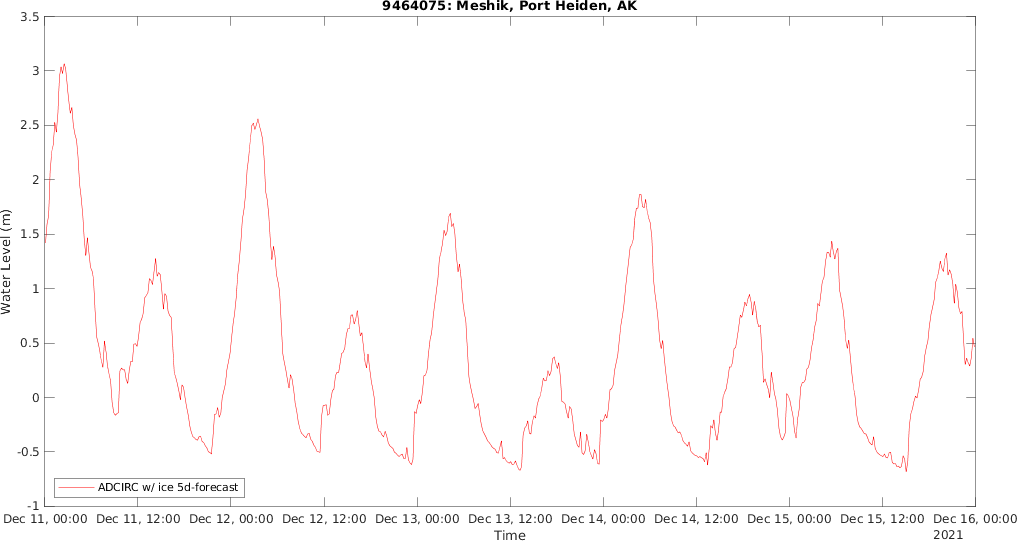 9464075: Meshik, Port Heiden, AK
3.5
3
2.5
2
1.5
1
0.5
0
-0.5
-1
Water Level (m)
ADCIRC w/ ice 5d-forecast
Dec 11, 00:00 Dec 11, 12:00 Dec 12, 00:00 Dec 12, 12:00 Dec 13, 00:00 Dec 13, 12:00 Dec 14, 00:00 Dec 14, 12:00 Dec 15, 00:00 Dec 15, 12:00 Dec 16, 00:00
Time
2021